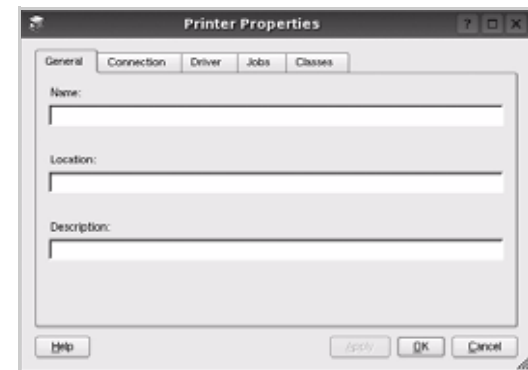 Printer Properties ?
General Connection Driver Jobs Classes
Name:
Location:
Description:
Help Apply OK Cancel